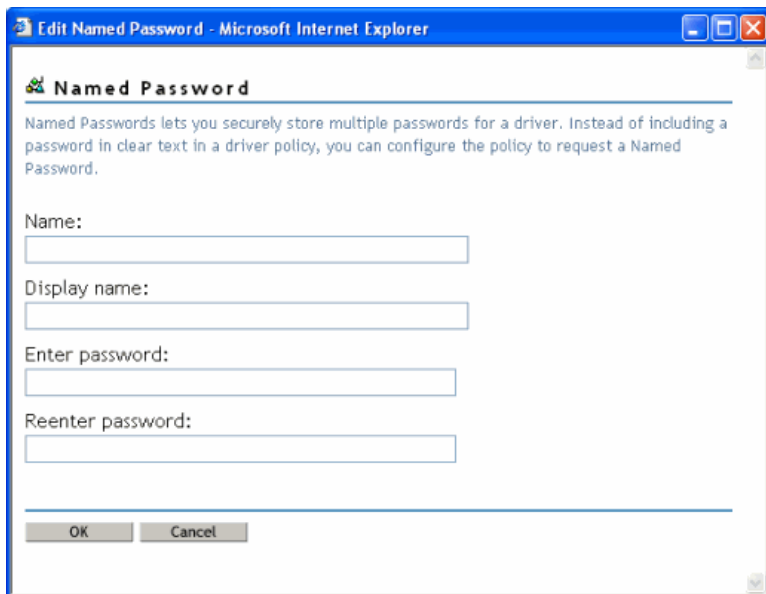 Edit Named Password - Microsoft Internet Explorer
Named Password
Named Passwords lets you securely store multiple passwords for a driver. Instead of including a
password in clear text in a driver policy, you can configure the policy to request a Named
Password.
Name:
Display name:
Enter password:
Reenter password:
OK Cancel